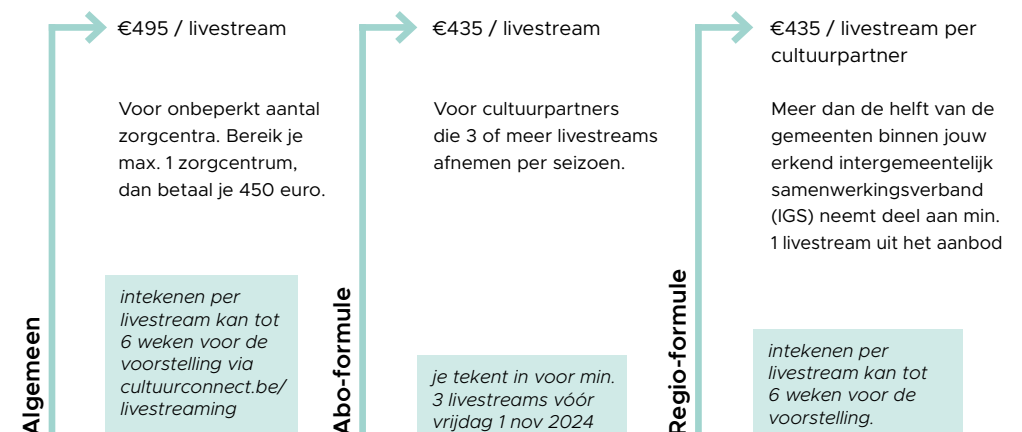 €495 / livestream
Voor onbeperkt aantal
zorgcentra. Bereik je
max. 1 zorgcentrum,
dan betaal je 450 euro.
intekenen per
livestream kan tot
6 weken voor de
voorstelling via
cultuurconnect.be/
livestreaming
Algemeen
€435 / livestream
Voor cultuurpartners
die 3 of meer livestreams
afnemen per seizoen.
je tekent in voor min.
3 livestreams vóór
vrijdag 1 nov 2024
Abo-formule
€435 / livestream per
cultuurpartner
Meer dan de helft van de
gemeenten binnen jouw
erkend intergemeentelijk
samenwerkingsverband
(IGS) neemt deel aan min.
1 livestream uit het aanbod
intekenen per
livestream kan tot
6 weken voor de
voorstelling.
Regio-formule